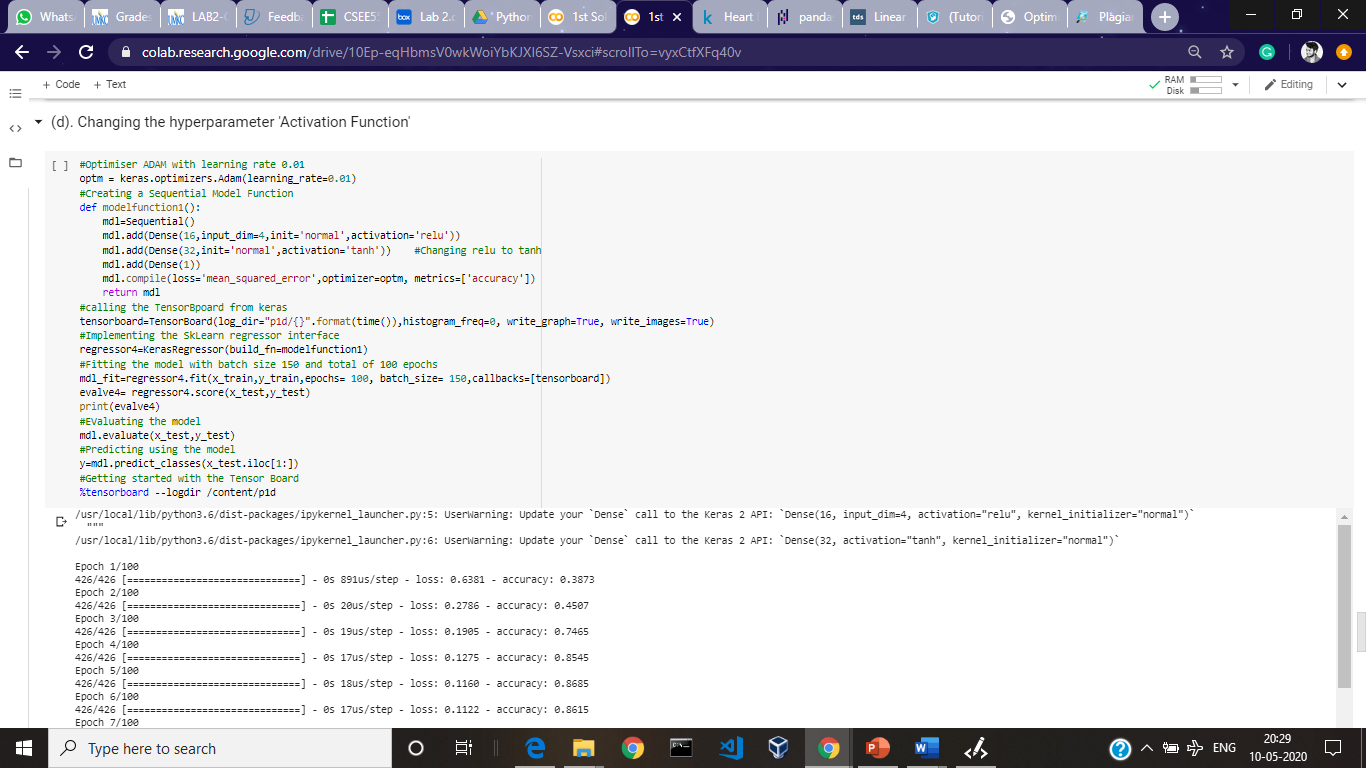 Whats
Grades
LAB2-
Feedb
CSEE5
Lab 2.
Python
1st Sol
1st
Heart
panda
Linear
(Tutor
Optim
Plagiar
colab.research.google.com/drive/10Ep-eqHbmsV0wkWoiYbKJXI6SZ-Vsxci#scrollTo=vyxCtfXFq40v
+ Code + Text
RAM
Disk
Editing
(d). Changing the hyperparameter 'Activation Function'
[ ] #Optimiser ADAM with learning rate 0.01
optm = keras.optimizers.Adam(learning_rate=0.01)
#Creating a Sequential Model Function
def modelfunction1():
mdl=Sequential()
mdl.add(Dense(16,input_dim=4,init='normal',activation='relu'))
mdl.add(Dense(32,init='normal',activation='tanh')) #Changing relu to tanh
mdl.add(Dense(1))
mdl.compile(loss='mean_squared_error',optimizer=optm, metrics=['accuracy'])
return mdl
#calling the TensorBpoard from keras
tensorboard=TensorBoard(log_dir="p1d/{}".format(time()),histogram_freq=0, write_graph=True, write_images=True)
#Implementing the SkLearn regressor interface
regressor4=KerasRegressor(build_fn=modelfunction1)
#Fitting the model with batch size 150 and total of 100 epochs
mdl_fit=regressor4.fit(x_train,y_train,epochs= 100, batch_size= 150,callbacks=[tensorboard])
evalve4= regressor4.score(x_test,y_test)
print(evalve4)
#EValuating the model
mdl.evaluate(x_test,y_test)
#Predicting using the model
y=mdl.predict_classes(x_test.iloc[1:])
#Getting started with the Tensor Board
%tensorboard --logdir /content/p1d
/usr/local/lib/python3.6/dist-packages/ipykernel_launcher.py:5: UserWarning: Update your `Dense` call to the Keras 2 API: `Dense(16, input_dim=4, activation="relu", kernel_initializer="normal")`
"""
/usr/local/lib/python3.6/dist-packages/ipykernel_launcher.py:6: UserWarning: Update your `Dense` call to the Keras 2 API: `Dense(32, activation="tanh", kernel_initializer="normal")`
Epoch 1/100
426/426 [==============================] - 0s 891us/step - loss: 0.6381 - accuracy: 0.3873
Epoch 2/100
426/426 [==============================] - 0s 20us/step - loss: 0.2786 - accuracy: 0.4507
Epoch 3/100
426/426 [==============================] - 0s 19us/step - loss: 0.1905 - accuracy: 0.7465
Epoch 4/100
426/426 [==============================] - 0s 17us/step - loss: 0.1275 - accuracy: 0.8545
Epoch 5/100
426/426 [==============================] - 0s 18us/step - loss: 0.1160 - accuracy: 0.8685
Epoch 6/100
426/426 [==============================] - 0s 17us/step - loss: 0.1122 - accuracy: 0.8615
Epoch 7/100
Type here to search
ENG
20:29
10-05-2020